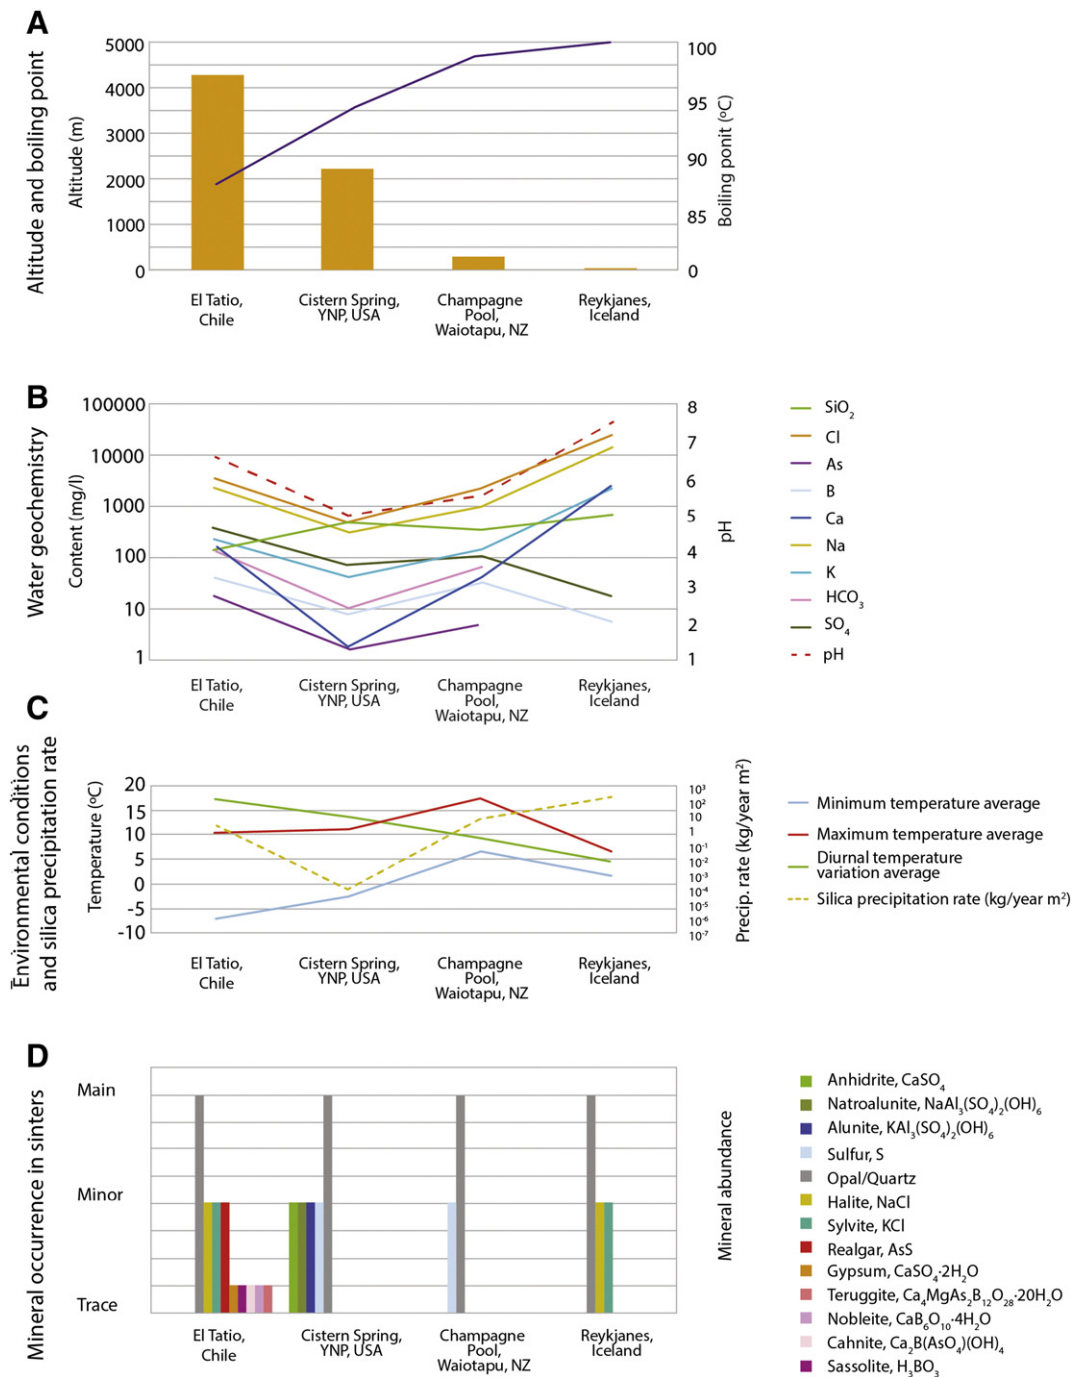 A
Altitude and boiling point
Altitude (m)
5000
4000
3000
2000
1000
0
100
95
90
85
0
Boiling ponit (ºC)
El Tatio,
Chile
Cistern Spring,
YNP, USA
Champagne
Pool,
Waiotapu, NZ
Reykjanes,
Iceland
B
Water geochemistry
Content (mg/l)
100000
10000
1000
100
10
1
8
7
6
5
4
3
2
1
pH
SiO₂
Cl
As
B
Ca
Na
K
HCO₃
SO₄
pH
El Tatio,
Chile
Cistern Spring,
YNP, USA
Champagne
Pool,
Waiotapu, NZ
Reykjanes,
Iceland
C
Environmental conditions
and silica precipitation rate
Temperature (ºC)
20
15
10
5
0
-5
-10
10³
10²
10
1
10⁻¹
10⁻²
10⁻³
10⁻⁴
10⁻⁵
10⁻⁶
10⁻⁷
Precip. rate (kg/year m²)
Minimum temperature average
Maximum temperature average
Diurnal temperature
variation average
Silica precipitation rate (kg/year m²)
El Tatio,
Chile
Cistern Spring,
YNP, USA
Champagne
Pool,
Waiotapu, NZ
Reykjanes,
Iceland
D
Mineral occurrence in sinters
Main
Minor
Trace
Mineral abundance
Anhidrite, CaSO₄
Natroalunite, NaAl₃(SO₄)₂(OH)₆
Alunite, KAl₃(SO₄)₂(OH)₆
Sulfur, S
Opal/Quartz
Halite, NaCl
Sylvite, KCl
Realgar, AsS
Gypsum, CaSO₄·2H₂O
Teruggite, Ca₄MgAs₂B₁₂O₂₈·20H₂O
Nobleite, CaB₆O₁₀·4H₂O
Cahnite, Ca₂B(AsO₄)(OH)₄
Sassolite, H₃BO₃
El Tatio,
Chile
Cistern Spring,
YNP, USA
Champagne
Pool,
Waiotapu, NZ
Reykjanes,
Iceland